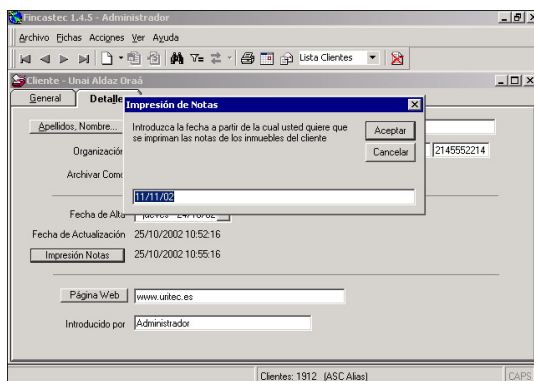 Fincastec 1.4.5 - Administrador
Archivo Fichas Acciones Ver Ayuda
Lista Clientes
Cliente - Unai Aldaz Oraá
General Detalle
Impresión de Notas
Introduzca la fecha a partir de la cual usted quiere que
se impriman las notas de los inmuebles del cliente
Aceptar
Cancelar
11/11/02
Apellidos, Nombre...
Organización
2145552214
Archivar Como
Fecha de Alta
Fecha de Actualización 25/10/2002 10:52:16
Impresión Notas 25/10/2002 10:55:16
Página Web www.uritec.es
Introducido por Administrador
Clientes: 1912 (ASC Alias)
CAPS